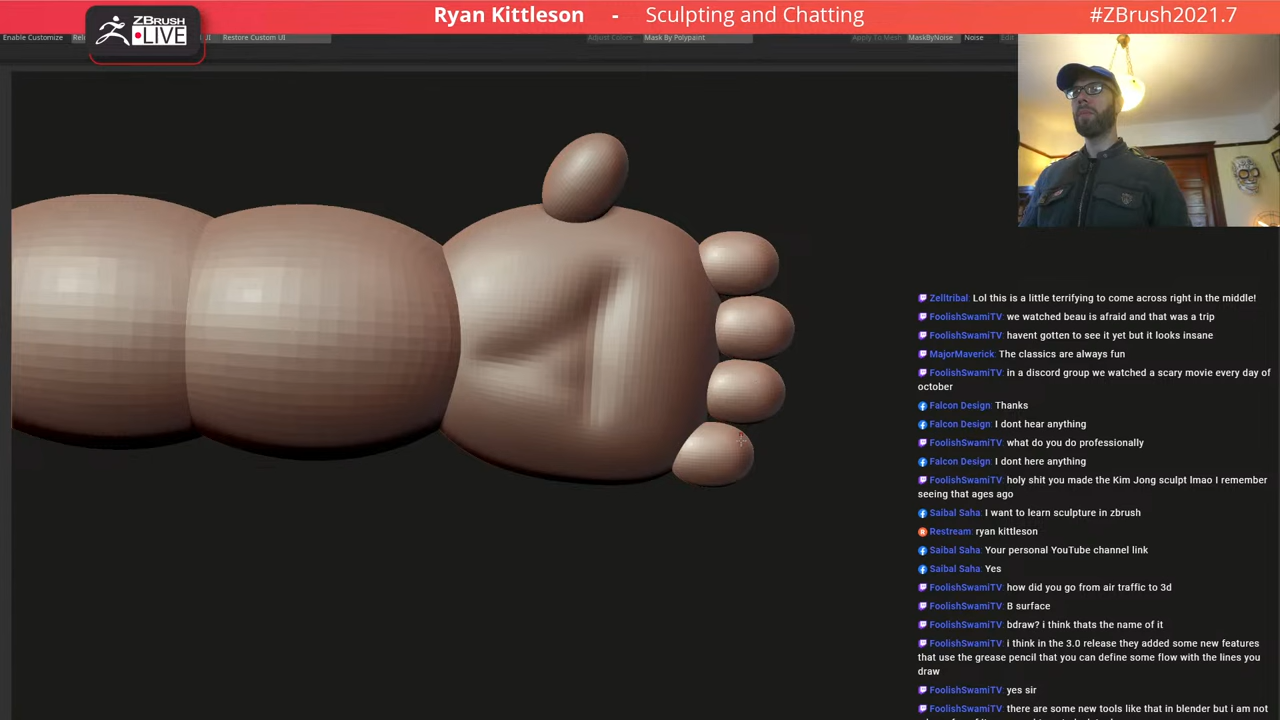 Ryan Kittleson - Sculpting and Chatting #ZBrush2021.7
ZBRUSH
LIVE
Enable Customize UI Restore Custom UI Adjust Colors Mask By Polypaint Apply To Mesh MaskByNoise Noise Edit
Zelltribal: Lol this is a little terrifying to come across right in the middle!
FoolishSwamiTV: we watched beau is afraid and that was a trip
FoolishSwamiTV: havent gotten to see it yet but it looks insane
MajorMaverick: The classics are always fun
FoolishSwamiTV: in a discord group we watched a scary movie every day of
october
Falcon Design: Thanks
Falcon Design: I dont hear anything
FoolishSwamiTV: what do you do professionally
Falcon Design: I dont here anything
FoolishSwamiTV: holy shit you made the Kim Jong sculpt lmao I remember
seeing that ages ago
Saibal Saha: I want to learn sculpture in zbrush
Restream: ryan kittleson
Saibal Saha: Your personal YouTube channel link
Saibal Saha: Yes
FoolishSwamiTV: how did you go from air traffic to 3d
FoolishSwamiTV: B surface
FoolishSwamiTV: bdraw? i think thats the name of it
FoolishSwamiTV: i think in the 3.0 release they added some new features
that use the grease pencil that you can define some flow with the lines you
draw
FoolishSwamiTV: yes sir
FoolishSwamiTV: there are some new tools like that in blender but i am not